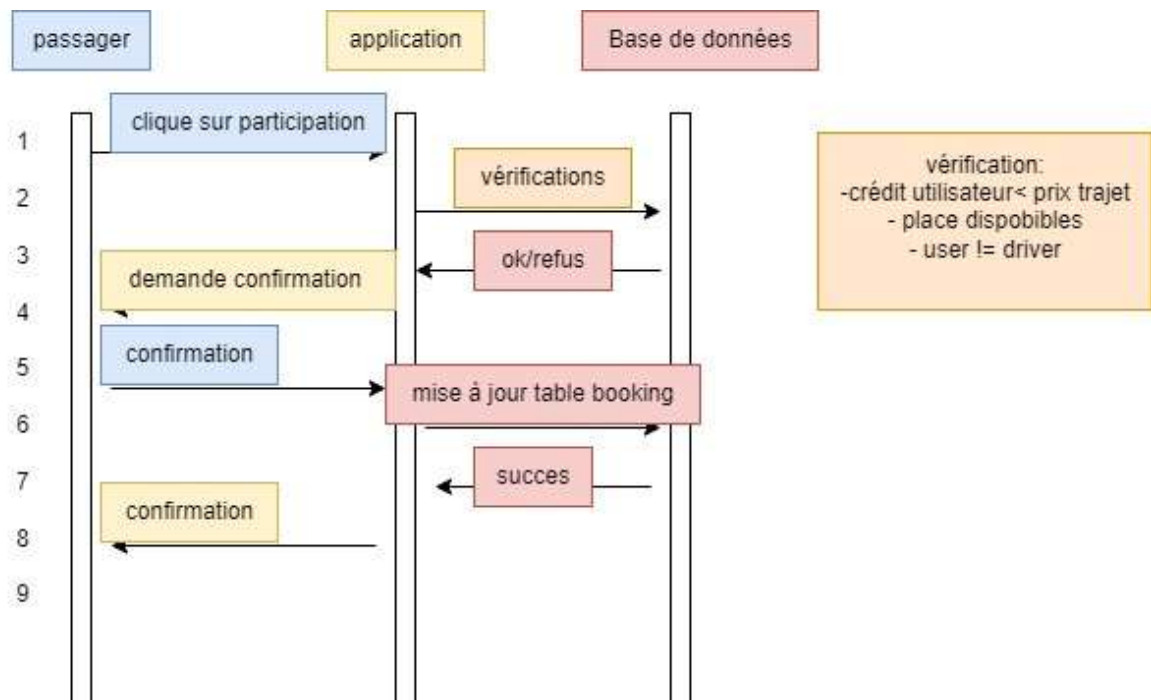 passager
application
Base de données
1
clique sur participation
2
vérifications
3
ok/refus
demande confirmation
4
confirmation
5
mise à jour table booking
6
7
succes
confirmation
8
9
vérification:
-crédit utilisateur< prix trajet
- place dispobibles
- user != driver